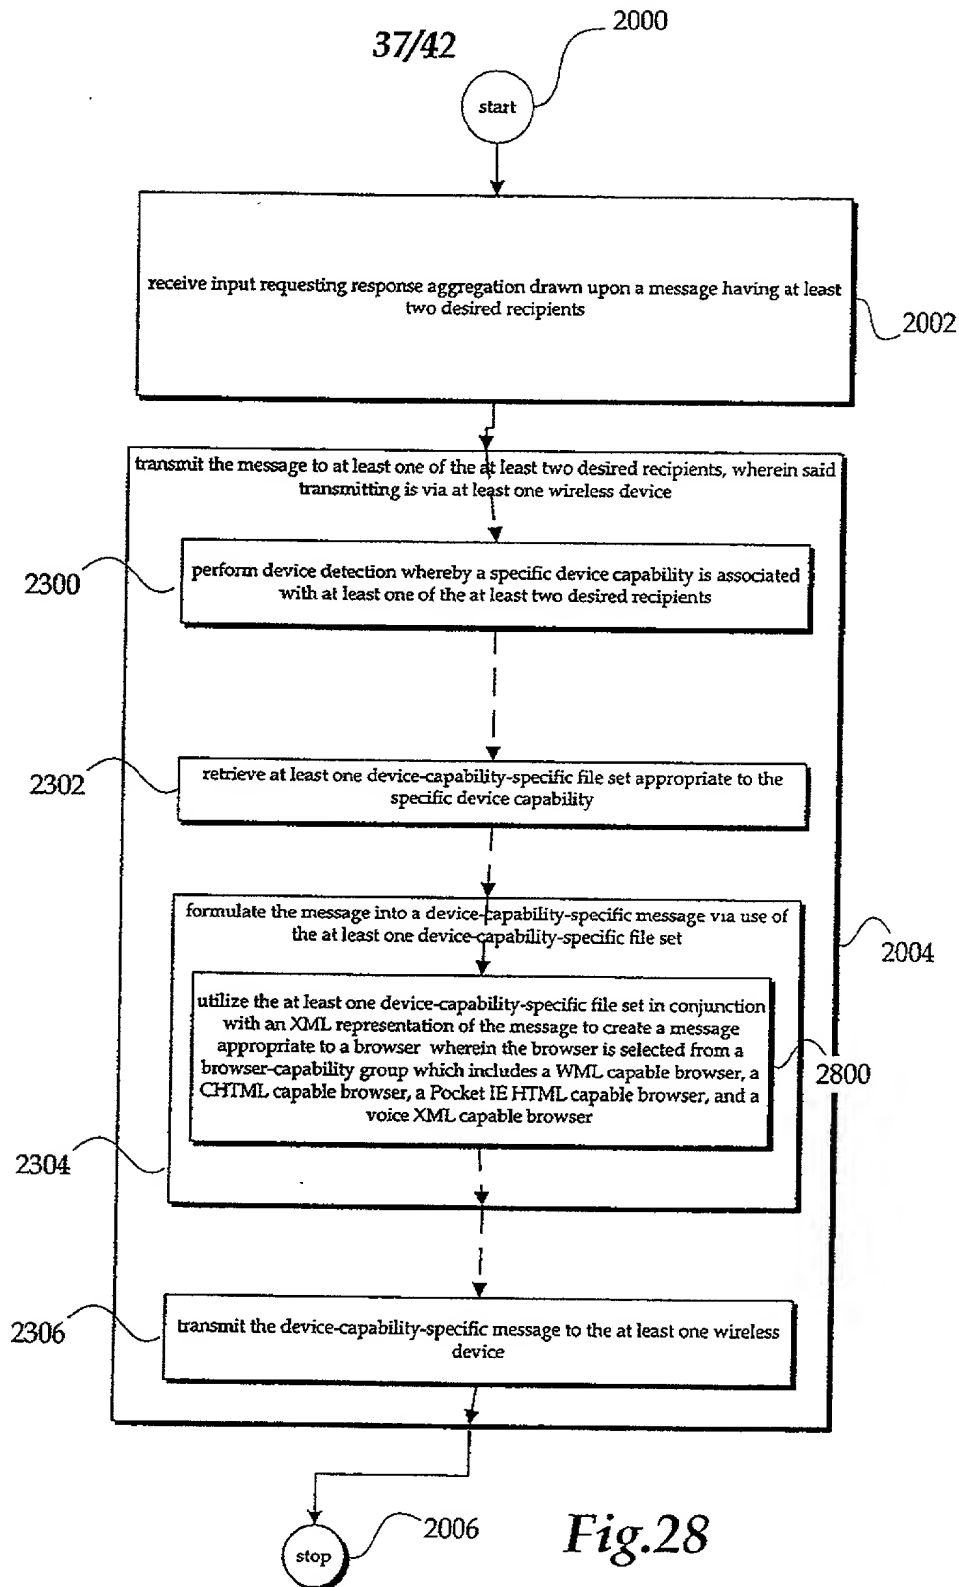 37/42
2000
start
receive input requesting response aggregation drawn upon a message having at least
two desired recipients
2002
transmit the message to at least one of the at least two desired recipients, wherein said
transmitting is via at least one wireless device
2300
perform device detection whereby a specific device capability is associated
with at least one of the at least two desired recipients
2302
retrieve at least one device-capability-specific file set appropriate to the
specific device capability
formulate the message into a device-capability-specific message via use of
the at least one device-capability-specific file set
2004
utilize the at least one device-capability-specific file set in conjunction
with an XML representation of the message to create a message
appropriate to a browser wherein the browser is selected from a
browser-capability group which includes a WML capable browser, a
CHTML capable browser, a Pocket IE HTML capable browser, and a
voice XML capable browser
2800
2304
2306
transmit the device-capability-specific message to the at least one wireless
device
2006
stop
Fig.28